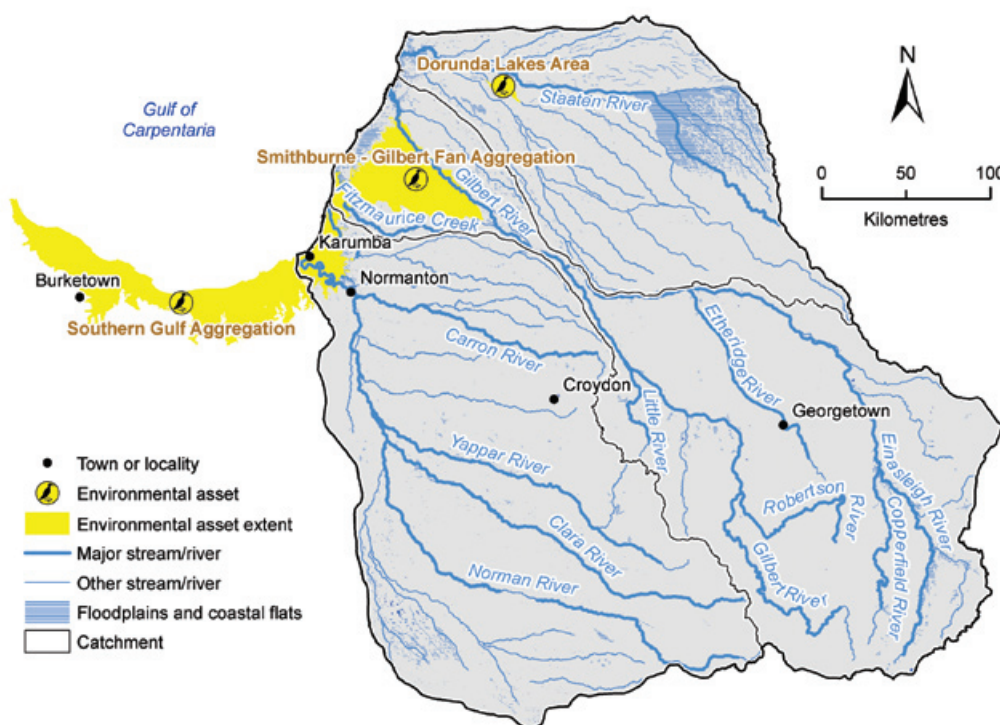 Dorunda Lakes Area
N
Staaten River
Gulf of
Carpentaria
Smithburne - Gilbert Fan Aggregation
Gilbert River
0 50 100
Kilometres
Fitzmaurice Creek
Karumba
Burketown
Normanton
Southern Gulf Aggregation
Carron River
Etheridge River
Croydon
Little River
Georgetown
Yappar River
Einasleigh River
Robertson
River
Copperfield River
Clara River
Gilbert River
Norman River
Town or locality
Environmental asset
Environmental asset extent
Major stream/river
Other stream/river
Floodplains and coastal flats
Catchment